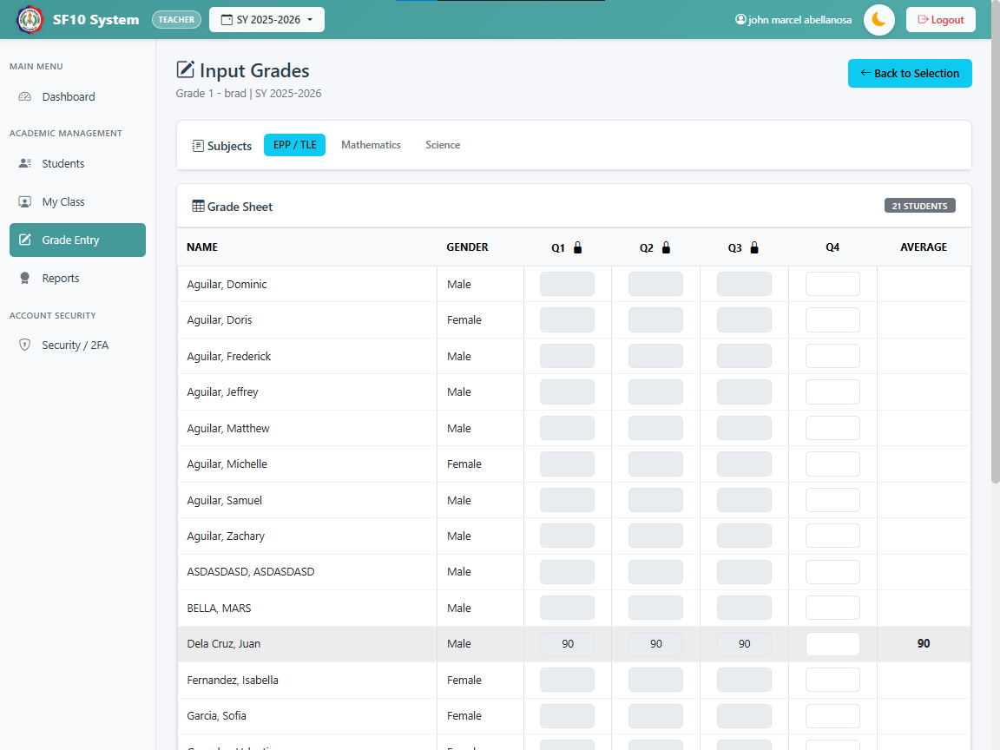 SF10 System TEACHER SY 2025-2026 john marcel abellanosa Logout
MAIN MENU
Dashboard
ACADEMIC MANAGEMENT
Students
My Class
Grade Entry
Reports
ACCOUNT SECURITY
Security / 2FA
Input Grades
Grade 1 - brad | SY 2025-2026
← Back to Selection
Subjects EPP / TLE Mathematics Science
Grade Sheet 21 STUDENTS
NAME GENDER Q1 Q2 Q3 Q4 AVERAGE
Aguilar, Dominic Male
Aguilar, Doris Female
Aguilar, Frederick Male
Aguilar, Jeffrey Male
Aguilar, Matthew Male
Aguilar, Michelle Female
Aguilar, Samuel Male
Aguilar, Zachary Male
ASDASDASD, ASDASDASD Male
BELLA, MARS Male
Dela Cruz, Juan Male 90 90 90 90
Fernandez, Isabella Female
Garcia, Sofia Female